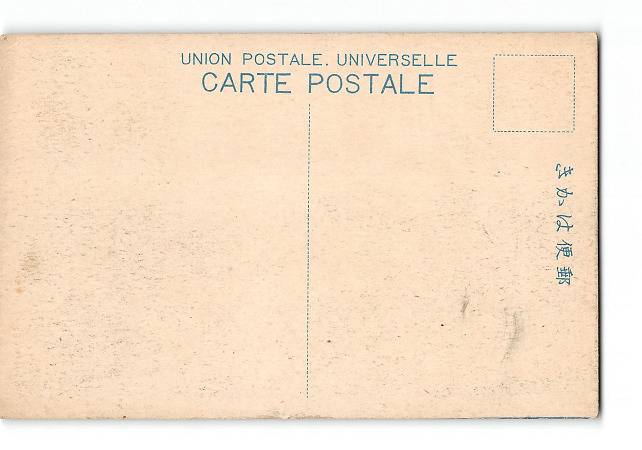 UNION POSTALE. UNIVERSELLE
CARTE POSTALE
きかは便郵